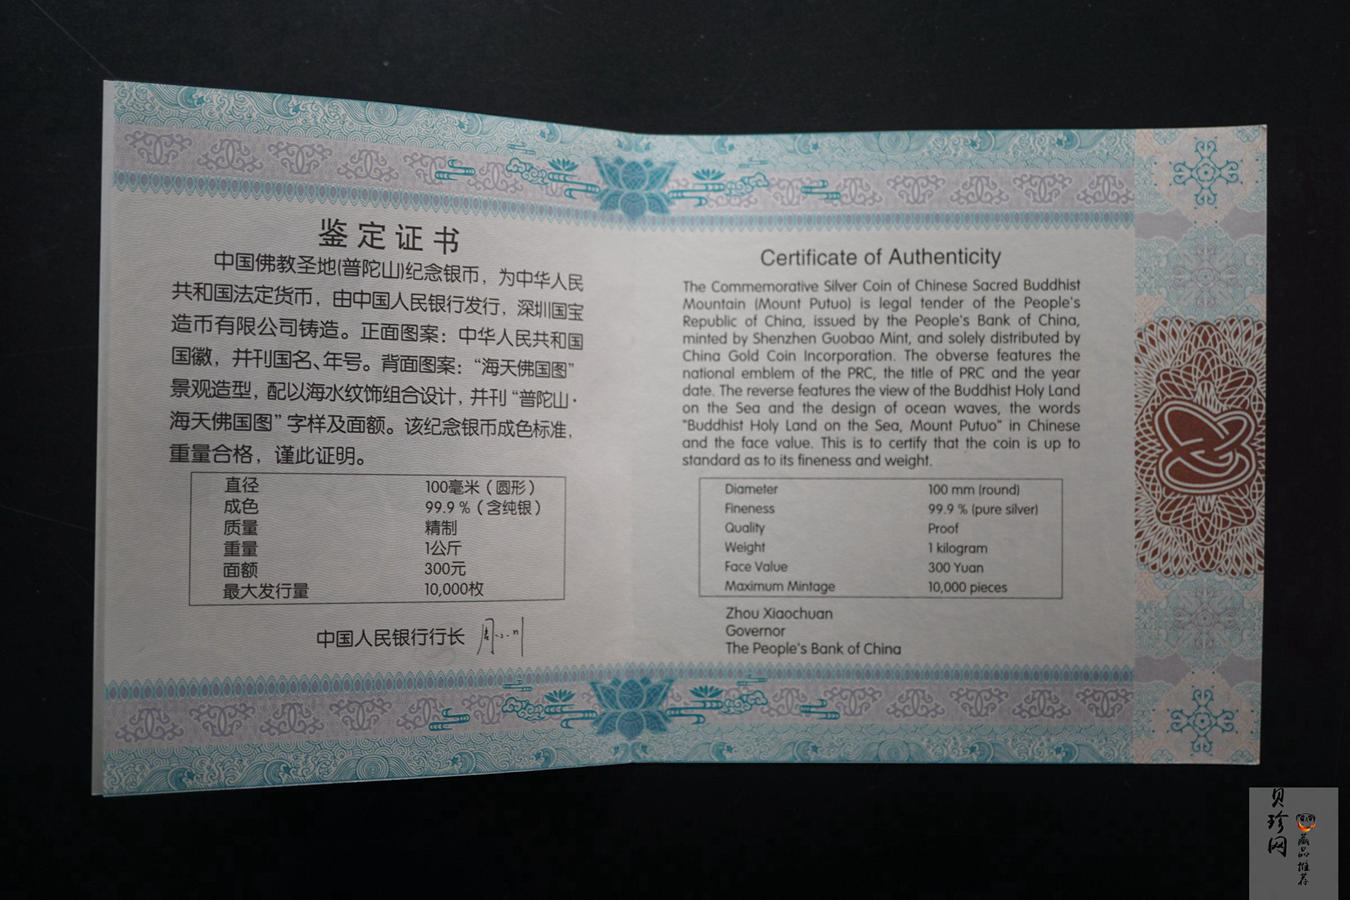 鉴定证书
中国佛教圣地(普陀山)纪念银币，为中华人民
共和国法定货币，由中国人民银行发行，深圳国宝
造币有限公司铸造。正面图案：中华人民共和国
国徽，并刊国名、年号。背面图案：“海天佛国图”
景观造型，配以海水纹饰组合设计，并刊“普陀山·
海天佛国图”字样及面额。该纪念银币成色标准，
重量合格，谨此证明。
直径 100毫米（圆形）
成色 99.9％（含纯银）
质量 精制
重量 1公斤
面额 300元
最大发行量 10,000枚
中国人民银行行长
Certificate of Authenticity
The Commemorative Silver Coin of Chinese Sacred Buddhist
Mountain (Mount Putuo) is legal tender of the People's
Republic of China, issued by the People's Bank of China,
minted by Shenzhen Guobao Mint, and solely distributed by
China Gold Coin Incorporation. The obverse features the
national emblem of the PRC, the title of PRC and the year
date. The reverse features the view of the Buddhist Holy Land
on the Sea and the design of ocean waves, the words
"Buddhist Holy Land on the Sea, Mount Putuo" in Chinese
and the face value. This is to certify that the coin is up to
standard as to its fineness and weight.
Diameter 100 mm (round)
Fineness 99.9 % (pure silver)
Quality Proof
Weight 1 kilogram
Face Value 300 Yuan
Maximum Mintage 10,000 pieces
Zhou Xiaochuan
Governor
The People's Bank of China
贝珍网
藏品推荐